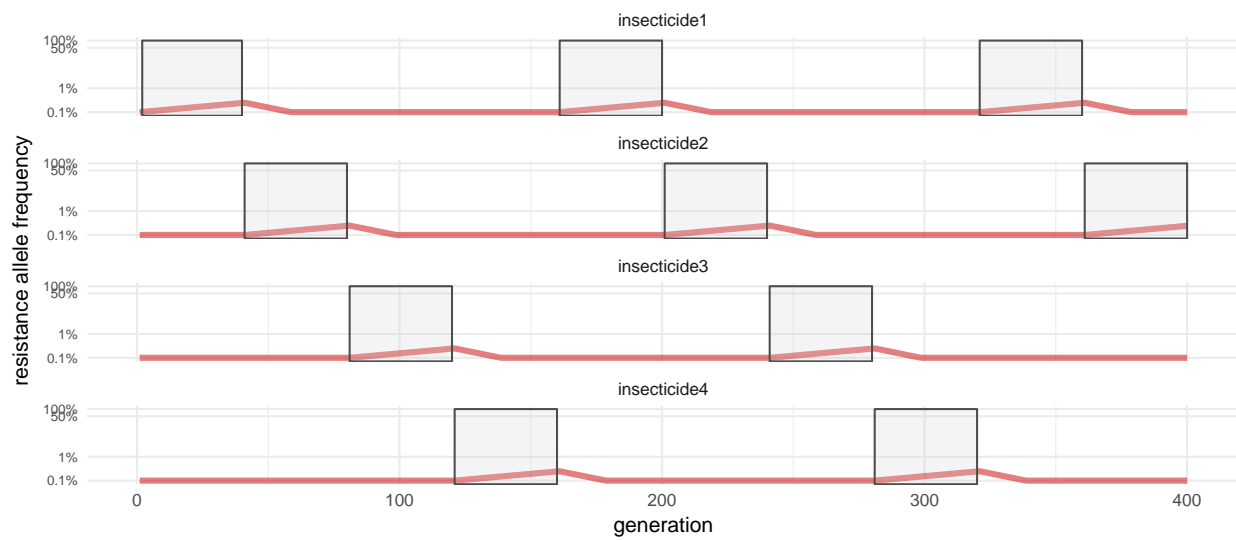 insecticide1
100%
50%
1%
0.1%
insecticide2
100%
50%
1%
0.1%
insecticide3
100%
50%
1%
0.1%
insecticide4
100%
50%
1%
0.1%
0 100 200 300 400
generation
resistance allele frequency